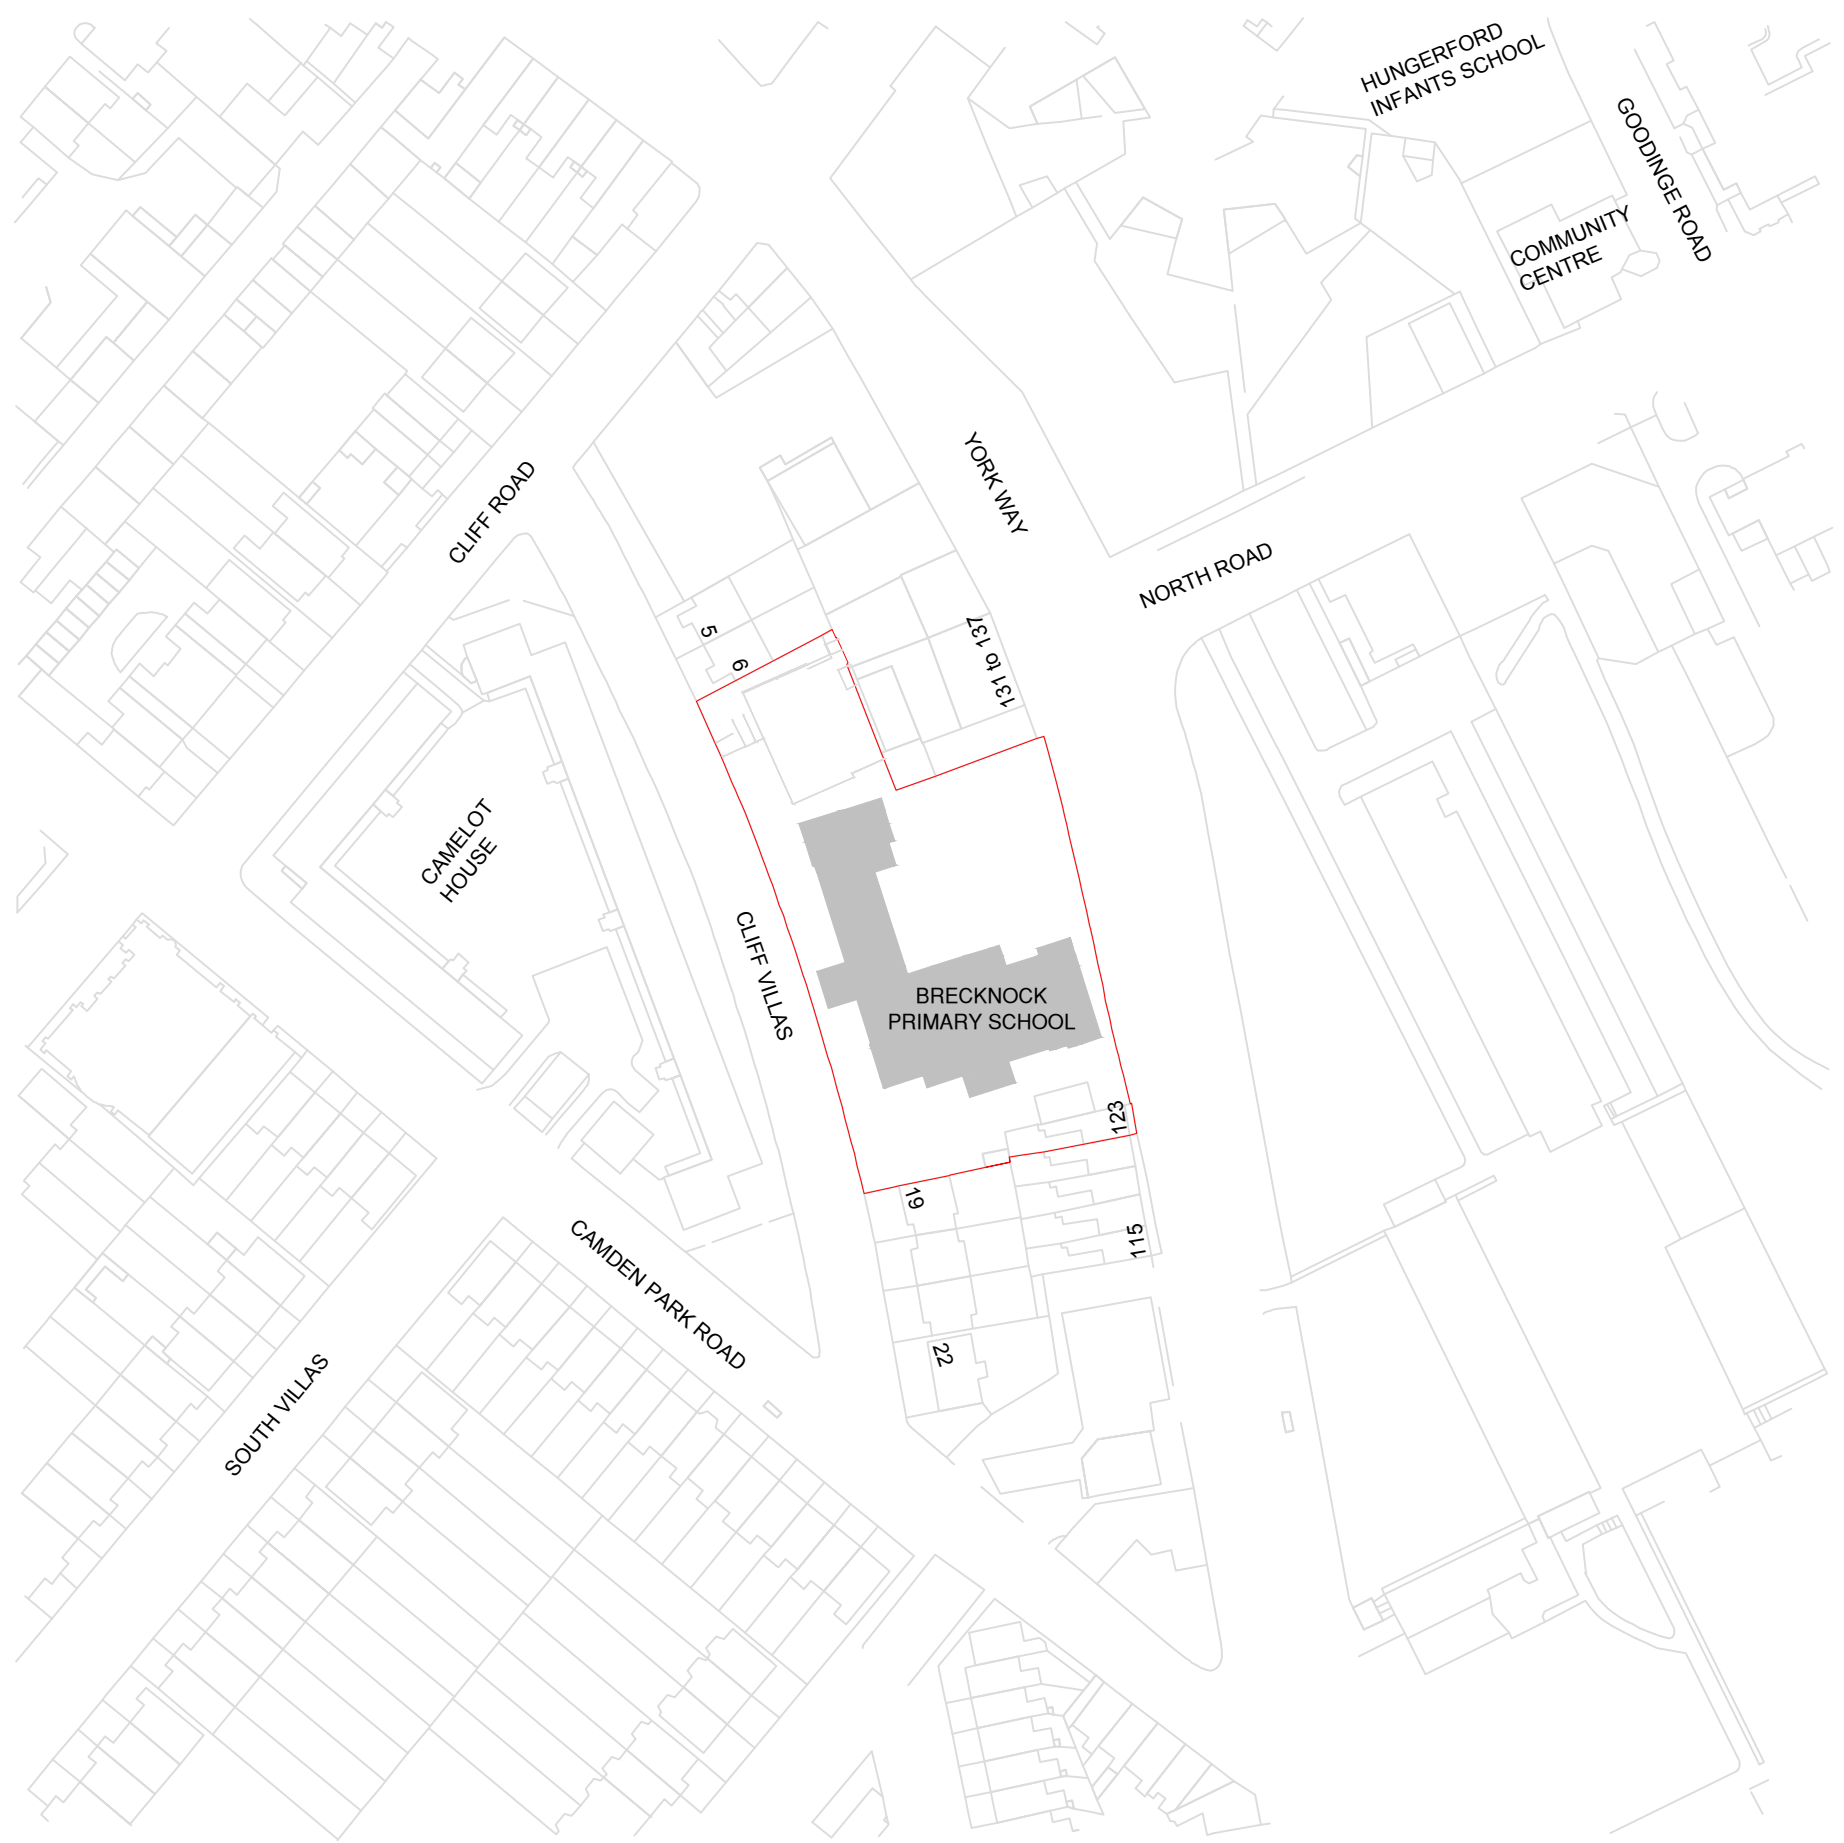 HUNGERFORD
INFANTS SCHOOL
GOODINGE ROAD
COMMUNITY
CENTRE
YORK WAY
CLIFF ROAD
NORTH ROAD
5
6
131 to 137
CAMELOT
HOUSE
CLIFF VILLAS
BRECKNOCK
PRIMARY SCHOOL
123
19
115
CAMDEN PARK ROAD
22
SOUTH VILLAS